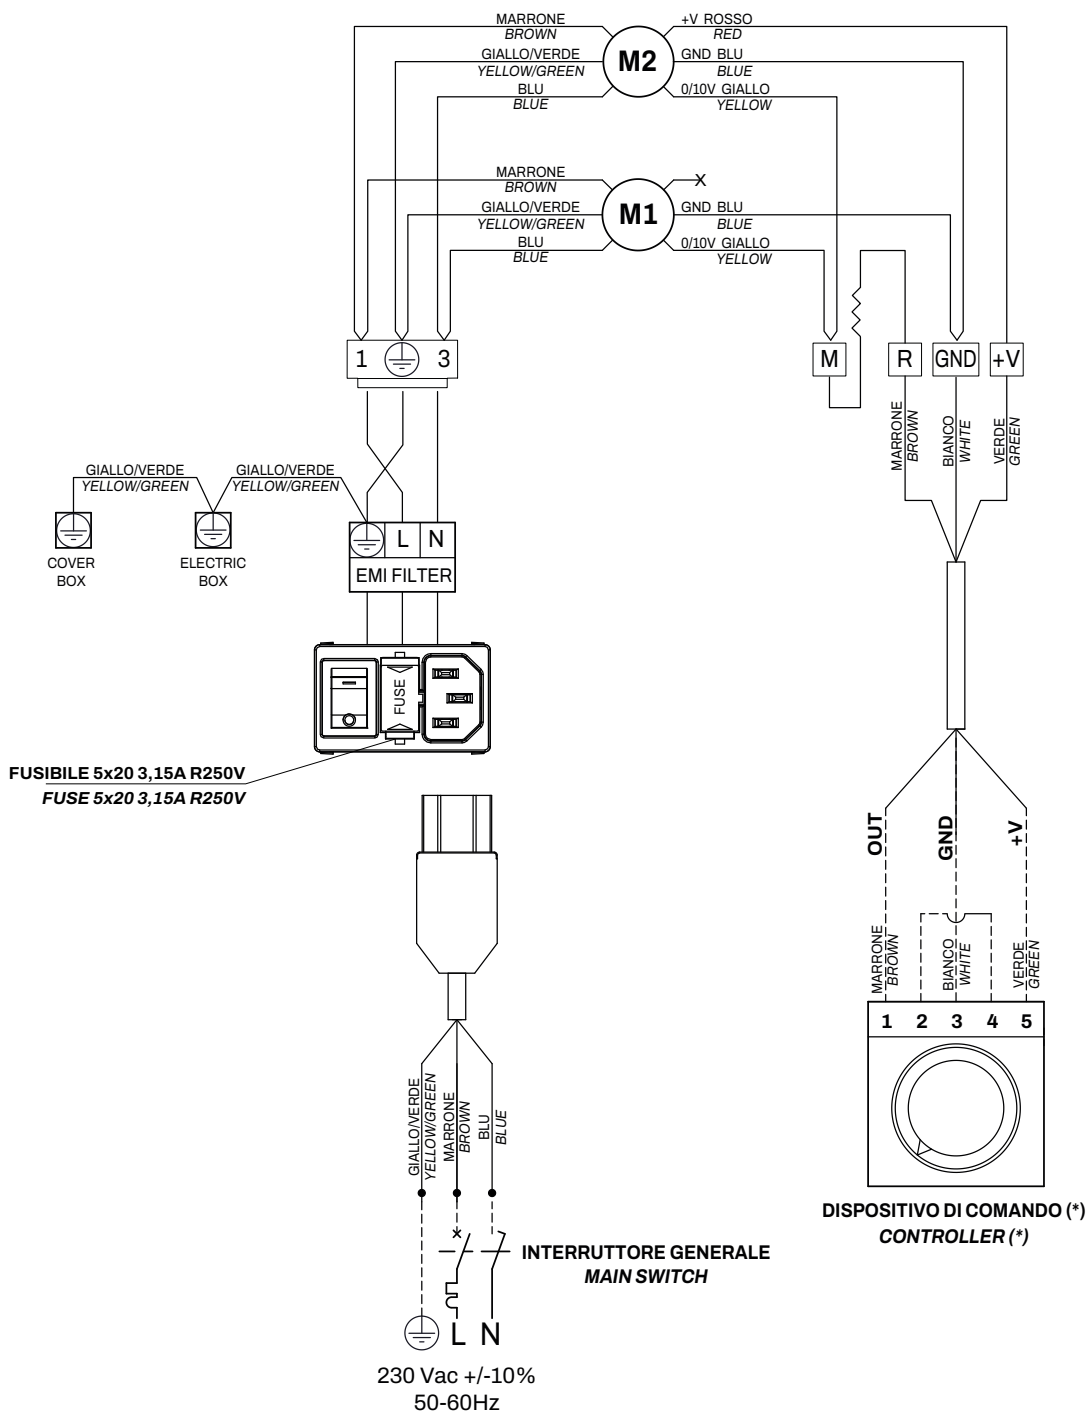 MARRONE
BROWN
GIALLO/VERDE
YELLOW/GREEN
BLU
BLUE
M2
+V ROSSO
RED
GND BLU
BLUE
0/10V GIALLO
YELLOW
MARRONE
BROWN
GIALLO/VERDE
YELLOW/GREEN
BLU
BLUE
M1
X
GND BLU
BLUE
0/10V GIALLO
YELLOW
1 3
M R GND +V
MARRONE
BROWN
BIANCO
WHITE
VERDE
GREEN
GIALLO/VERDE
YELLOW/GREEN
GIALLO/VERDE
YELLOW/GREEN
COVER
BOX
ELECTRIC
BOX
L N
EMI FILTER
FUSE
FUSIBILE 5x20 3,15A R250V
FUSE 5x20 3,15A R250V
OUT
GND
+V
MARRONE
BROWN
BIANCO
WHITE
VERDE
GREEN
1 2 3 4 5
DISPOSITIVO DI COMANDO (*)
CONTROLLER (*)
GIALLO/VERDE
YELLOW/GREEN
MARRONE
BROWN
BLU
BLUE
INTERRUTTORE GENERALE
MAIN SWITCH
L N
230 Vac +/-10%
50-60Hz